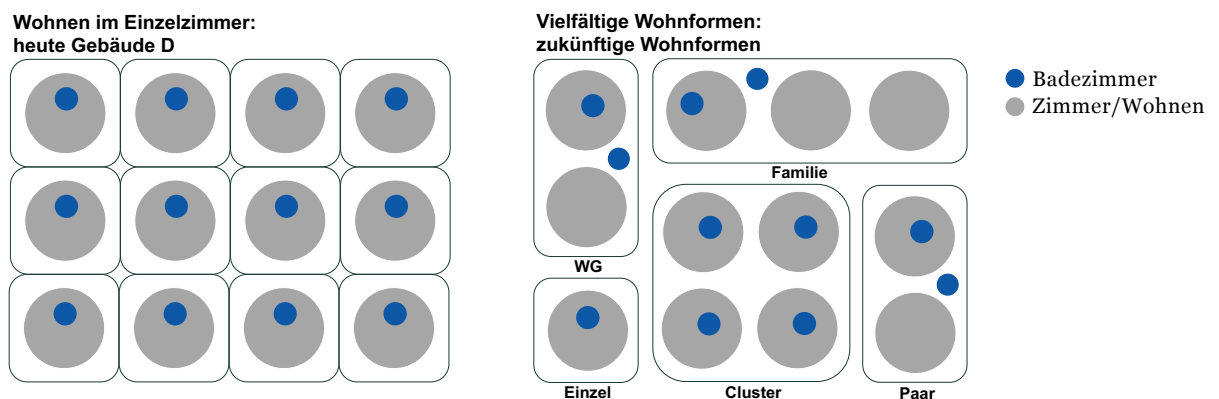 Wohnen im Einzelzimmer:
heute Gebäude D
Vielfältige Wohnformen:
zukünftige Wohnformen
Badezimmer
Zimmer/Wohnen
Familie
WG
Einzel
Cluster
Paar